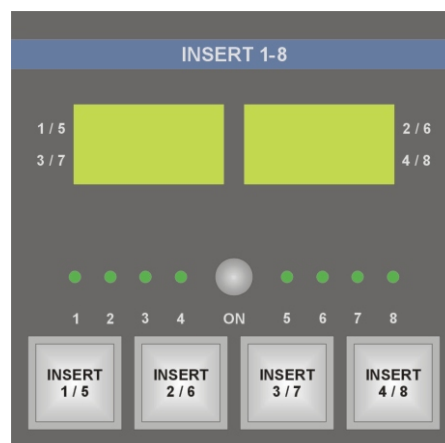 INSERT 1-8
1 / 5
2 / 6
3 / 7
4 / 8
1 2 3 4 ON 5 6 7 8
INSERT
1 / 5
INSERT
2 / 6
INSERT
3 / 7
INSERT
4 / 8